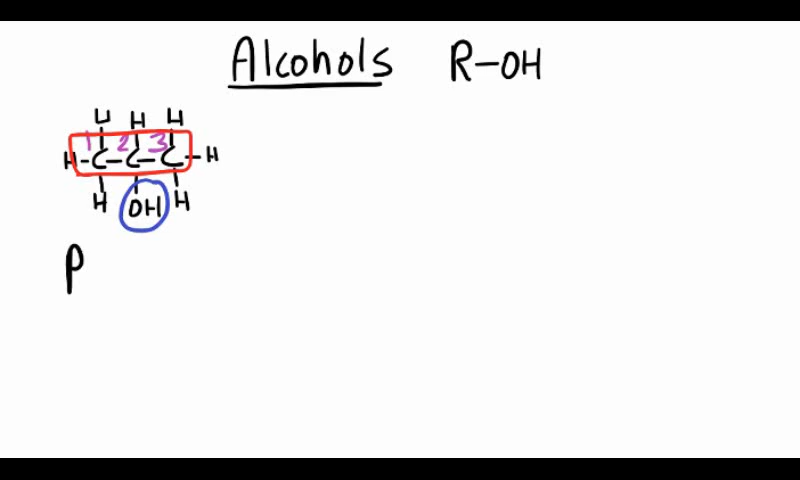 Alcohols R-OH
H H H
1 2 3
H-C-C-C-H
H OH H
P